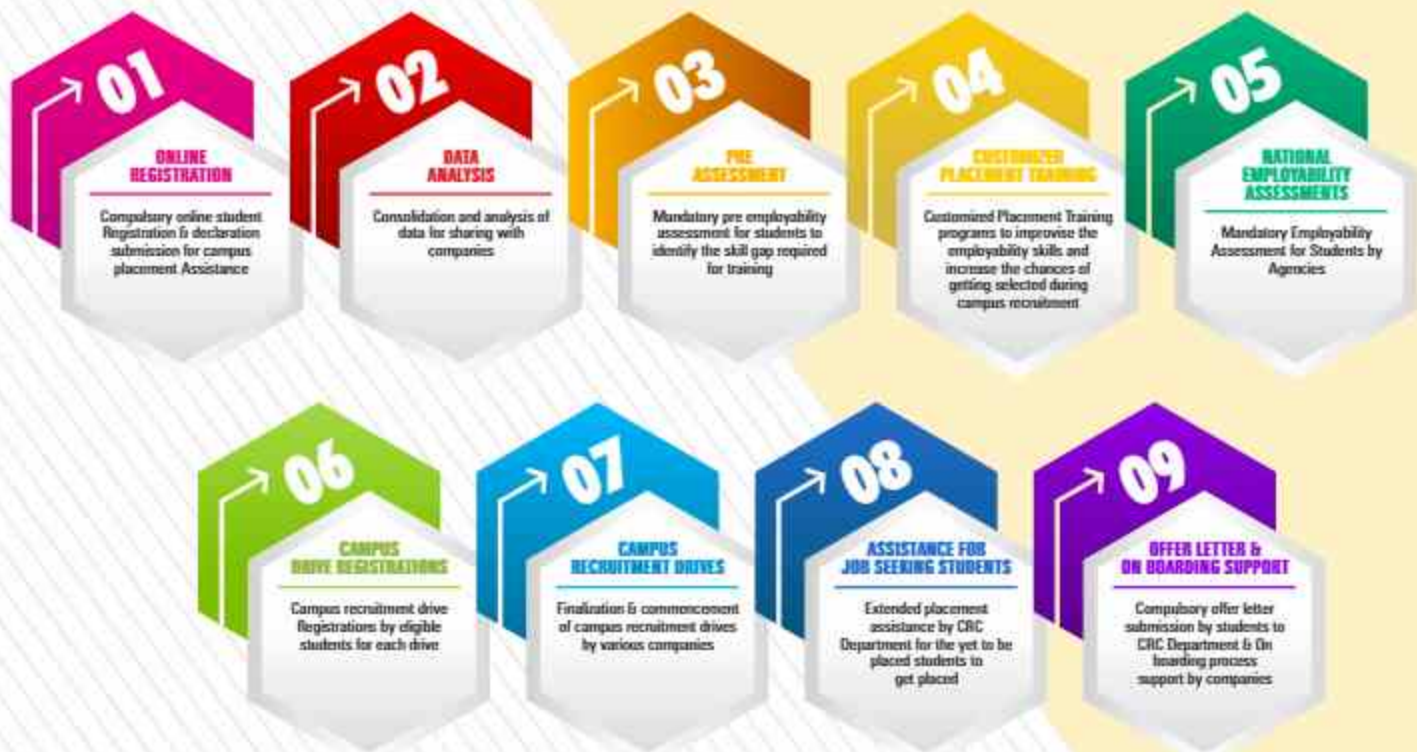 01
ONLINE
REGISTRATION
Compulsory online student
Registration & declaration
submission for campus
placement Assistance
02
DATA
ANALYSIS
Consolidation and analysis of
data for sharing with
companies
03
PRE
ASSESSMENT
Mandatory pre employability
assessment for students to
identify the skill gap required
for training
04
CUSTOMIZED
PLACEMENT TRAINING
Customized Placement Training
programs to improvise the
employability skills and
increase the chances of
getting selected during
campus recruitment
05
NATIONAL
EMPLOYABILITY
ASSESSMENTS
Mandatory Employability
Assessment for Students by
Agencies
06
CAMPUS
DRIVE REGISTRATIONS
Campus recruitment drive
Registrations by eligible
students for each drive
07
CAMPUS
RECRUITMENT DRIVES
Finalization & commencement
of campus recruitment drives
by various companies
08
ASSISTANCE FOR
JOB SEEKING STUDENTS
Extended placement
assistance by CRC
Department for the yet to be
placed students to
get placed
09
OFFER LETTER &
ON BOARDING SUPPORT
Compulsory offer letter
submission by students to
CRC Department & On
boarding process
support by companies